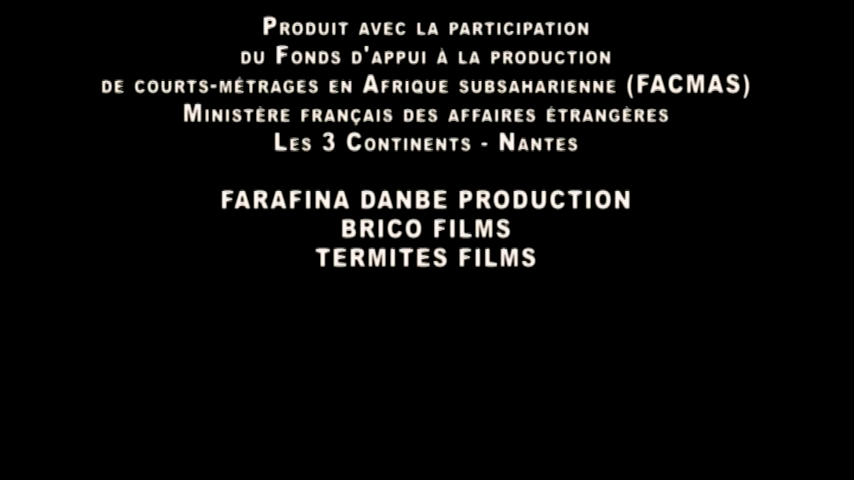 Produit avec la participation
du Fonds d'appui à la production
de courts-métrages en Afrique subsaharienne (FACMAS)
Ministère français des affaires étrangères
Les 3 Continents - Nantes
FARAFINA DANBE PRODUCTION
BRICO FILMS
TERMITES FILMS